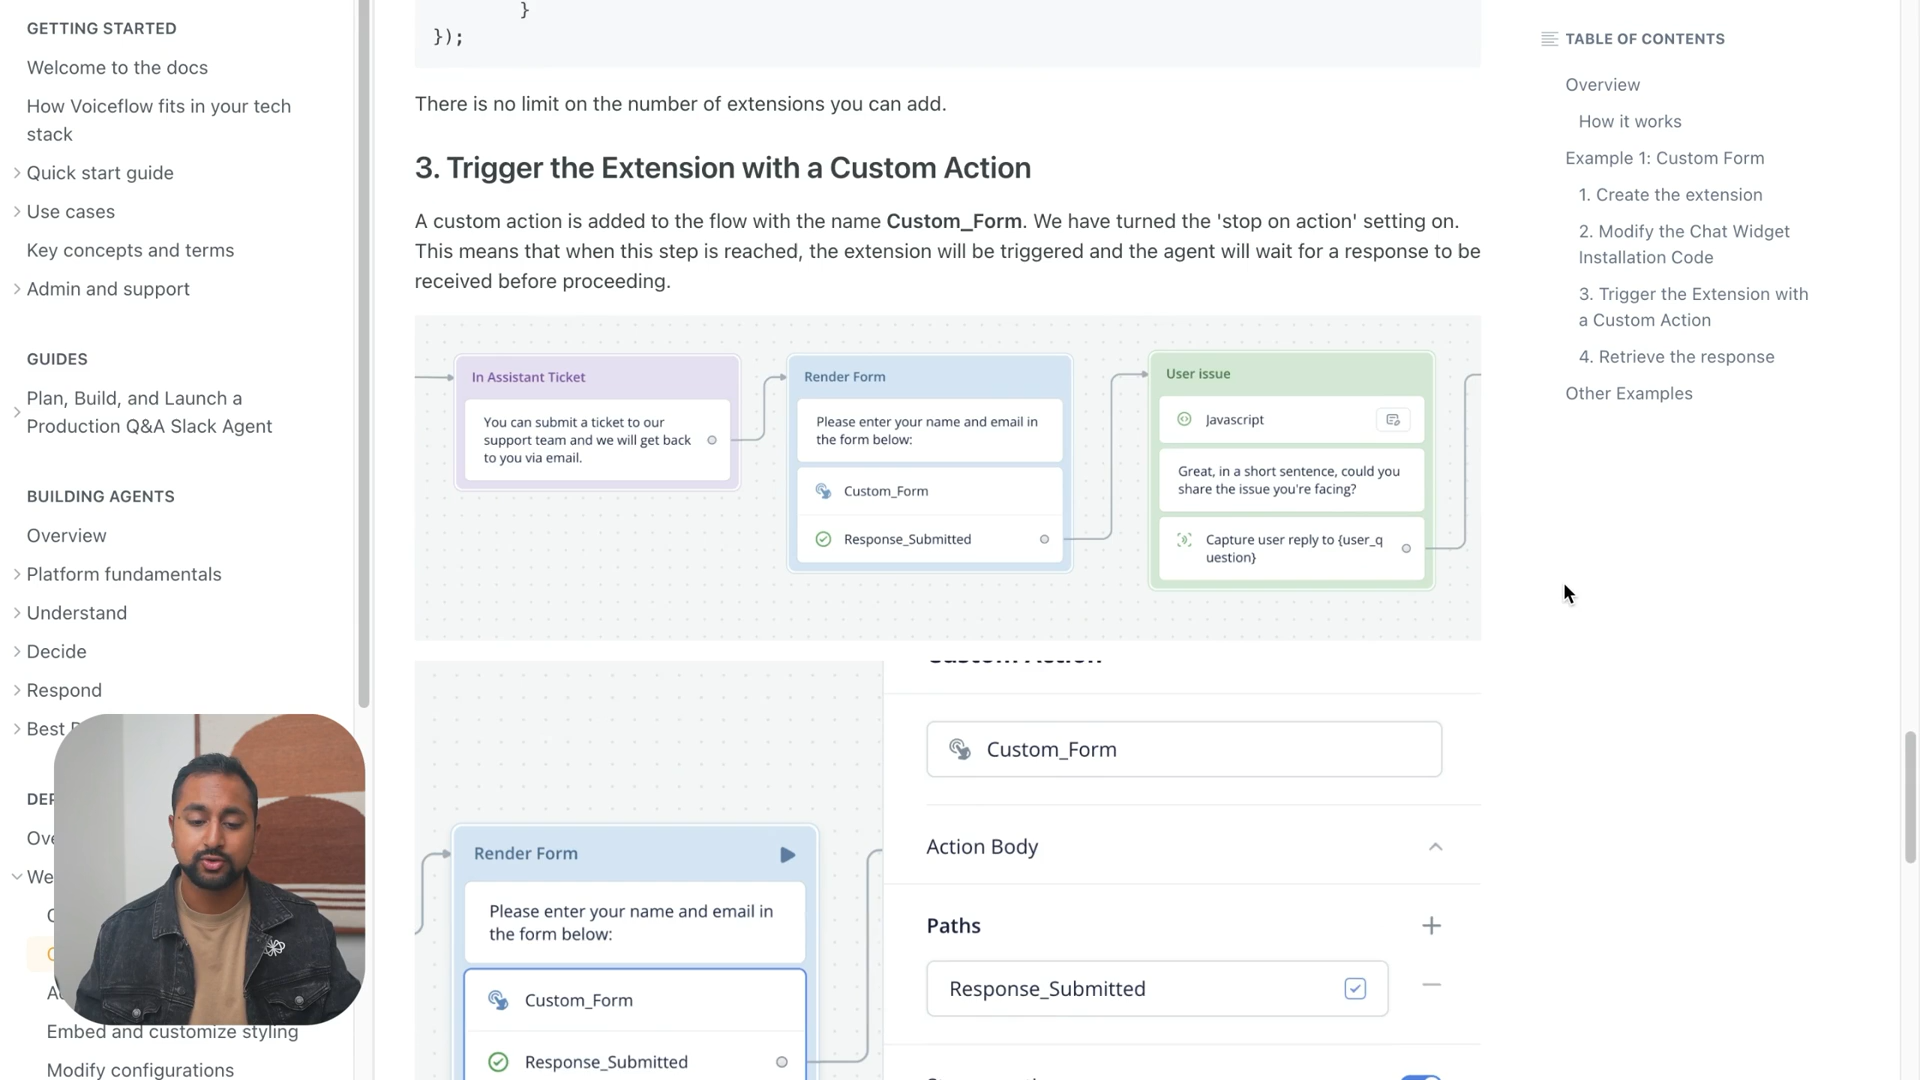 GETTING STARTED
Welcome to the docs
How Voiceflow fits in your tech
stack
Quick start guide
Use cases
Key concepts and terms
Admin and support
GUIDES
Plan, Build, and Launch a
Production Q&A Slack Agent
BUILDING AGENTS
Overview
Platform fundamentals
Understand
Decide
Respond
Best
Embed and customize styling
Modify configurations
}
});
There is no limit on the number of extensions you can add.
3. Trigger the Extension with a Custom Action
A custom action is added to the flow with the name Custom_Form. We have turned the 'stop on action' setting on.
This means that when this step is reached, the extension will be triggered and the agent will wait for a response to be
received before proceeding.
In Assistant Ticket
You can submit a ticket to our
support team and we will get back
to you via email.
Render Form
Please enter your name and email in
the form below:
Custom_Form
Response_Submitted
User issue
Javascript
Great, in a short sentence, could you
share the issue you're facing?
Capture user reply to {user_q
uestion}
Render Form
Please enter your name and email in
the form below:
Custom_Form
Response_Submitted
Custom Action
Custom_Form
Action Body
Paths
Response_Submitted
TABLE OF CONTENTS
Overview
How it works
Example 1: Custom Form
1. Create the extension
2. Modify the Chat Widget
Installation Code
3. Trigger the Extension with
a Custom Action
4. Retrieve the response
Other Examples